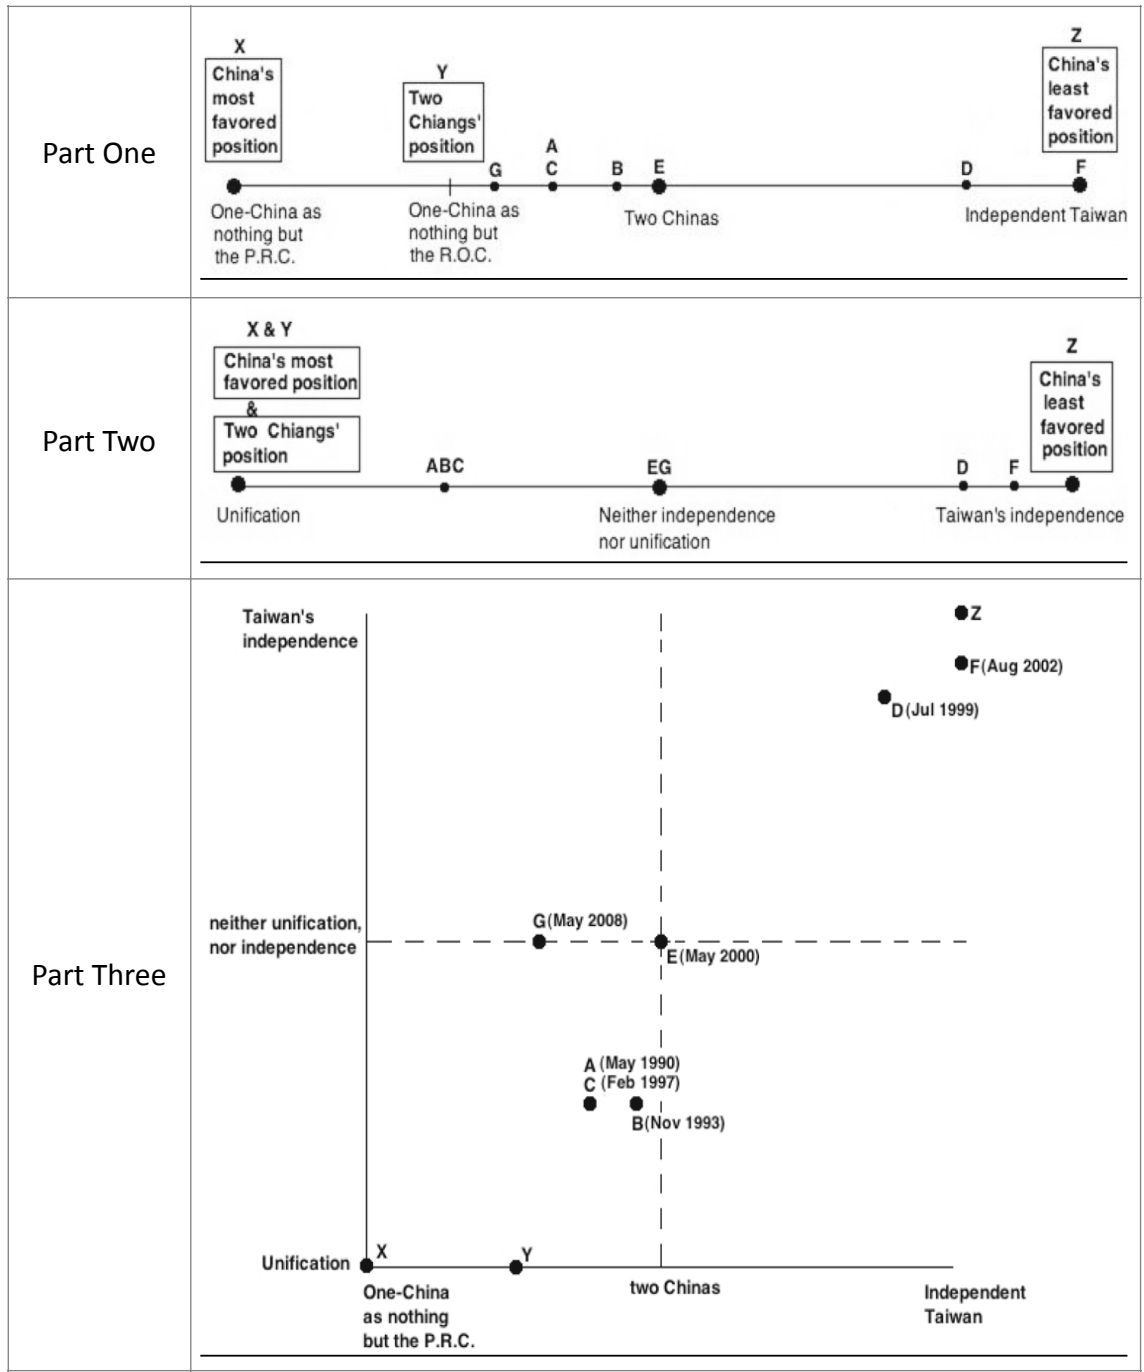 Part One
X
China's
most
favored
position
Y
Two
Chiangs'
position
Z
China's
least
favored
position
G
A
C
B
E
D
F
One-China as
nothing but
the P.R.C.
One-China as
nothing but
the R.O.C.
Two Chinas
Independent Taiwan
Part Two
X & Y
China's most
favored position
&
Two Chiangs'
position
Z
China's
least
favored
position
ABC
EG
D
F
Unification
Neither independence
nor unification
Taiwan's independence
Part Three
Taiwan's
independence
Z
F(Aug 2002)
D(Jul 1999)
neither unification,
nor independence
G(May 2008)
E(May 2000)
A (May 1990)
C (Feb 1997)
B(Nov 1993)
Unification
X
Y
One-China
as nothing
but the P.R.C.
two Chinas
Independent
Taiwan